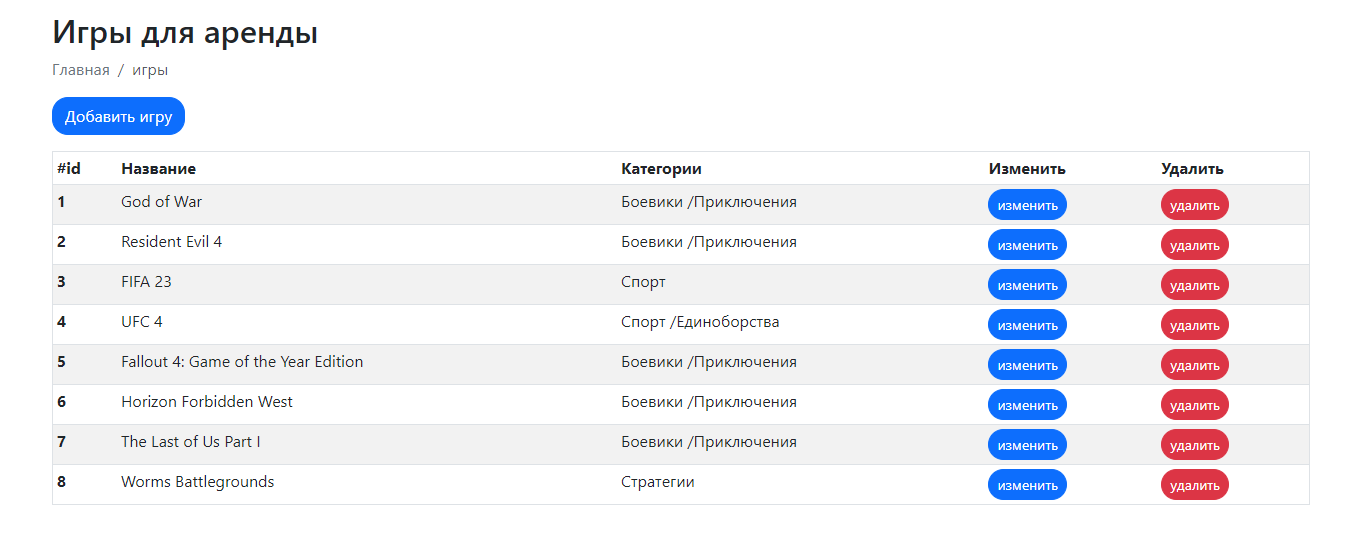 Игры для аренды
Главная / игры
Добавить игру
#id Название Категории Изменить Удалить
1 God of War Боевики /Приключения изменить удалить
2 Resident Evil 4 Боевики /Приключения изменить удалить
3 FIFA 23 Спорт изменить удалить
4 UFC 4 Спорт /Единоборства изменить удалить
5 Fallout 4: Game of the Year Edition Боевики /Приключения изменить удалить
6 Horizon Forbidden West Боевики /Приключения изменить удалить
7 The Last of Us Part I Боевики /Приключения изменить удалить
8 Worms Battlegrounds Стратегии изменить удалить